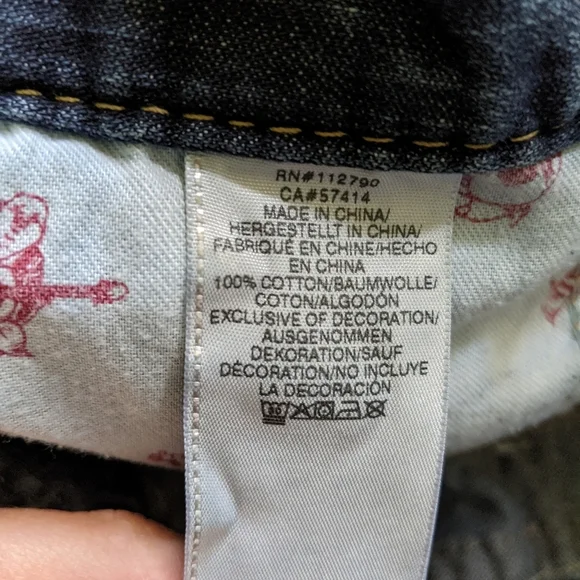 RN#112790
CA#57414
MADE IN CHINA/
HERGESTELLT IN CHINA/
FABRIQUÉ EN CHINE/HECHO
EN CHINA
100% COTTON/BAUMWOLLE/
COTON/ALGODÓN
EXCLUSIVE OF DECORATION/
AUSGENOMMEN
DEKORATION/SAUF
DÉCORATION/NO INCLUYE
LA DECORACIÓN
30